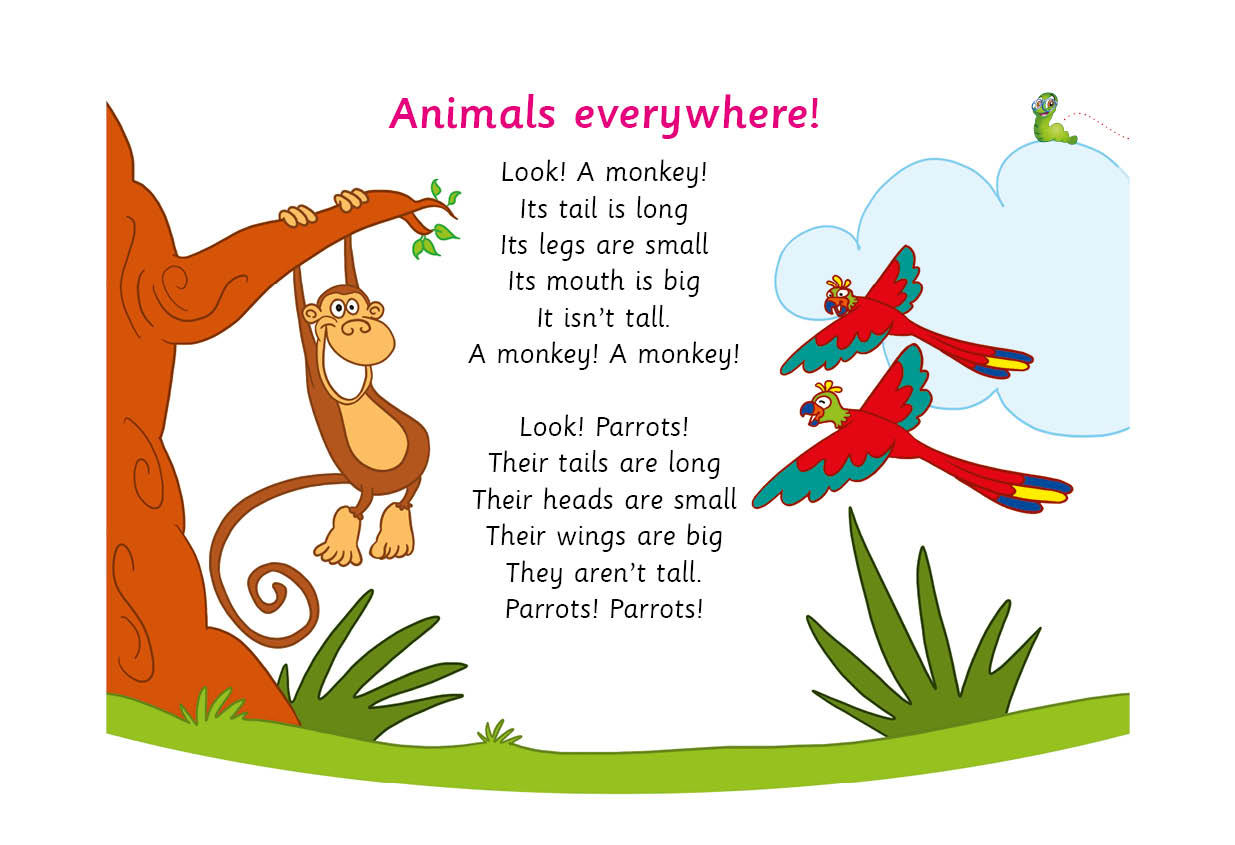 Animals everywhere!
Look! A monkey!
Its tail is long
Its legs are small
Its mouth is big
It isn't tall.
A monkey! A monkey!
Look! Parrots!
Their tails are long
Their heads are small
Their wings are big
They aren't tall.
Parrots! Parrots!